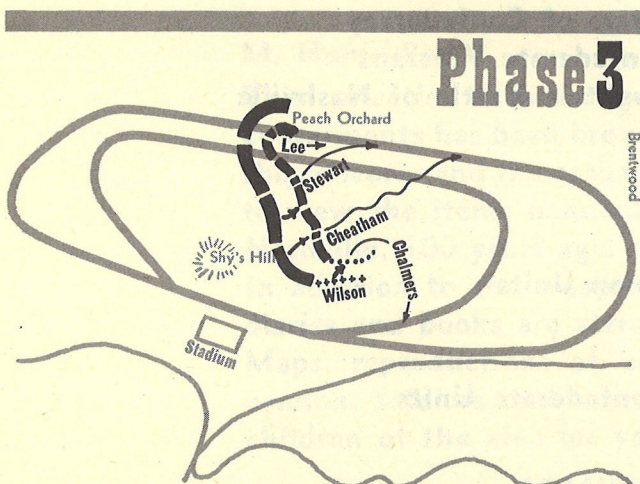 Phase 3
Peach Orchard
Lee
Brentwood
Stewart
Cheatham
Shy's Hill
Chalmers
Wilson
Stadium